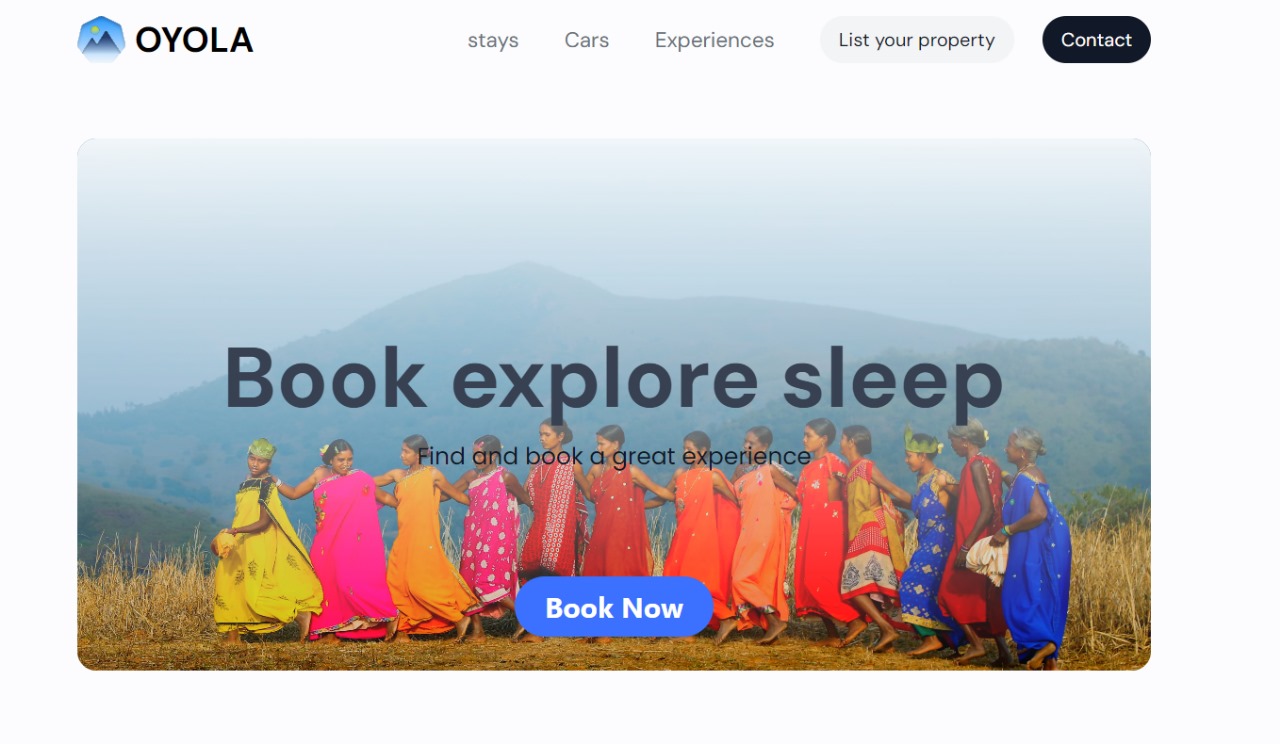 OYOLA
stays Cars Experiences List your property Contact
Book explore sleep
Find and book a great experience
Book Now